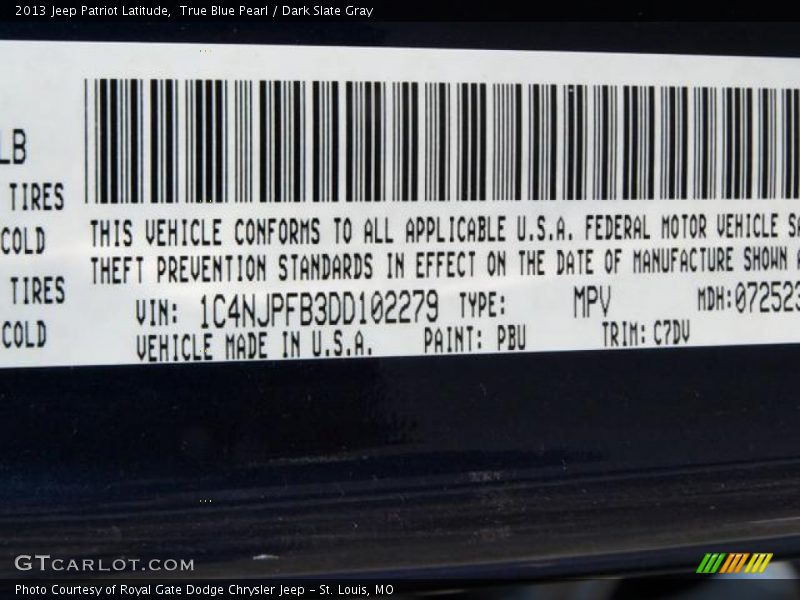 2013 Jeep Patriot Latitude,  True Blue Pearl / Dark Slate Gray
LB
TIRES
COLD
TIRES
COLD
THIS VEHICLE CONFORMS TO ALL APPLICABLE U.S.A. FEDERAL MOTOR VEHICLE SA
THEFT PREVENTION STANDARDS IN EFFECT ON THE DATE OF MANUFACTURE SHOWN A
VIN: 1C4NJPFB3DD102279 TYPE: MPV MDH:072523
VEHICLE MADE IN U.S.A. PAINT: PBU TRIM: C7DV
GTCARLOT.COM
Photo Courtesy of Royal Gate Dodge Chrysler Jeep - St. Louis, MO